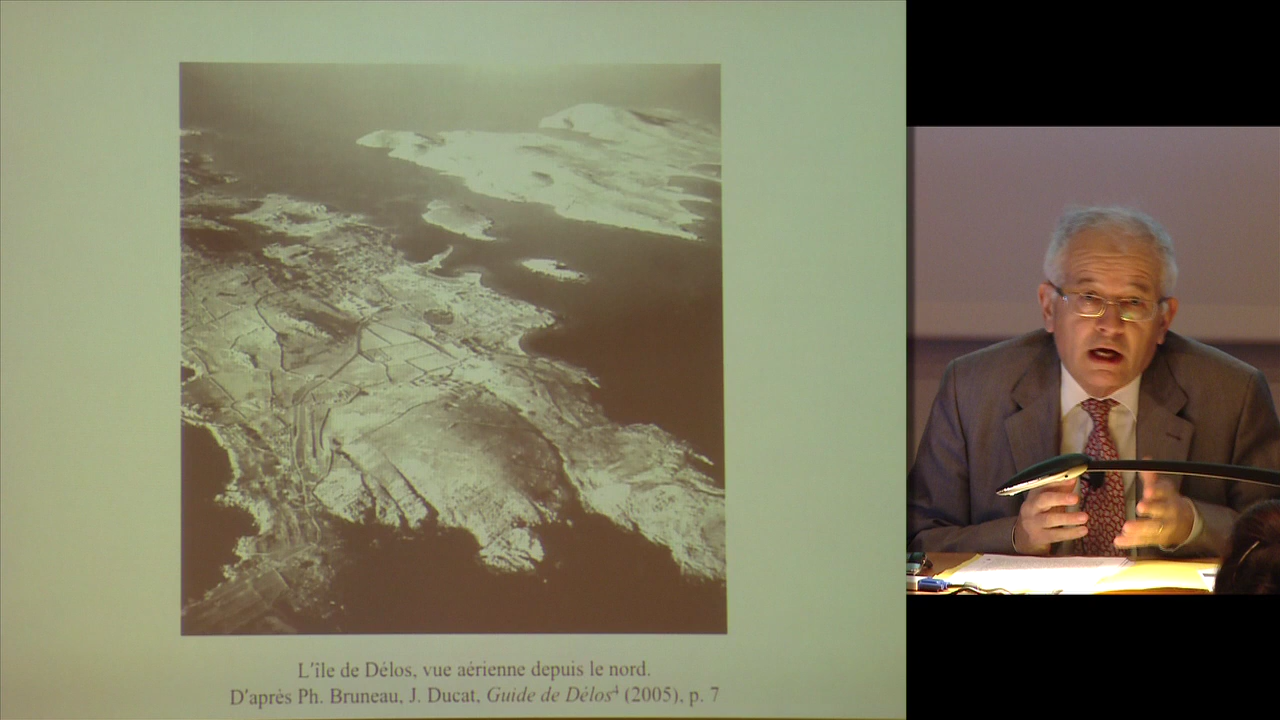 L'île de Délos, vue aérienne depuis le nord.
D'après Ph. Bruneau, J. Ducat, Guide de Délos⁴ (2005), p. 7